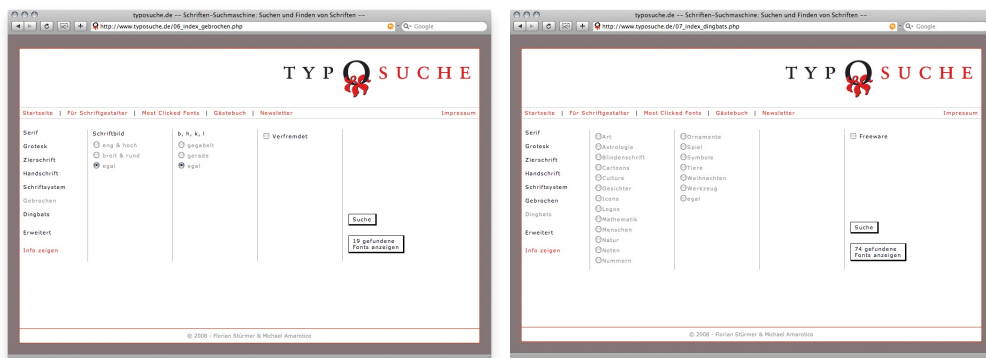 typosuche.de -- Schriften-Suchmaschine: Suchen und Finden von Schriften --
http://www.typosuche.de/06_index_gebrochen.php
Google
TYPOSUCHE
Startseite | Für Schriftgestalter | Most Clicked Fonts | Gästebuch | Newsletter
Impressum
Serif
Grotesk
Zierschrift
Handschrift
Schriftsystem
Gebrochen
Dingbats
Erweitert
Info zeigen
Schriftbild
eng & hoch
breit & rund
egal
b, h, k, l
gegabelt
gerade
egal
Verfremdet
Suche
19 gefundene
Fonts anzeigen
© 2008 - Florian Stürmer & Michael Amarotico
typosuche.de -- Schriften-Suchmaschine: Suchen und Finden von Schriften --
http://www.typosuche.de/07_index_dingbats.php
Google
TYPOSUCHE
Startseite | Für Schriftgestalter | Most Clicked Fonts | Gästebuch | Newsletter
Impressum
Serif
Grotesk
Zierschrift
Handschrift
Schriftsystem
Gebrochen
Dingbats
Erweitert
Info zeigen
Art
Astrologie
Blindenschrift
Cartoons
Culture
Gesichter
Icons
Logos
Mathematik
Menschen
Natur
Noten
Nummern
Ornamente
Spiel
Symbole
Tiere
Weihnachten
Werkzeug
egal
Freeware
Suche
74 gefundene
Fonts anzeigen
© 2008 - Florian Stürmer & Michael Amarotico